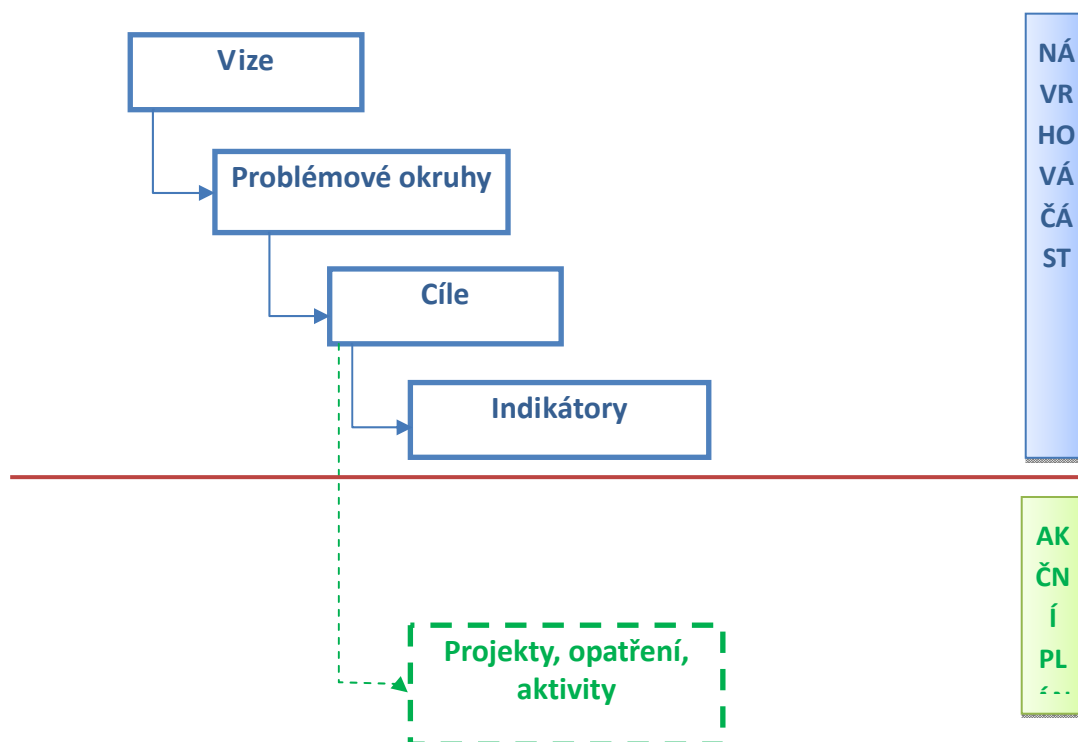 Vize
Problémové okruhy
Cíle
Indikátory
Projekty, opatření,
aktivity
NÁ
VR
HO
VÁ
ČÁ
ST
AK
ČN
Í
PL